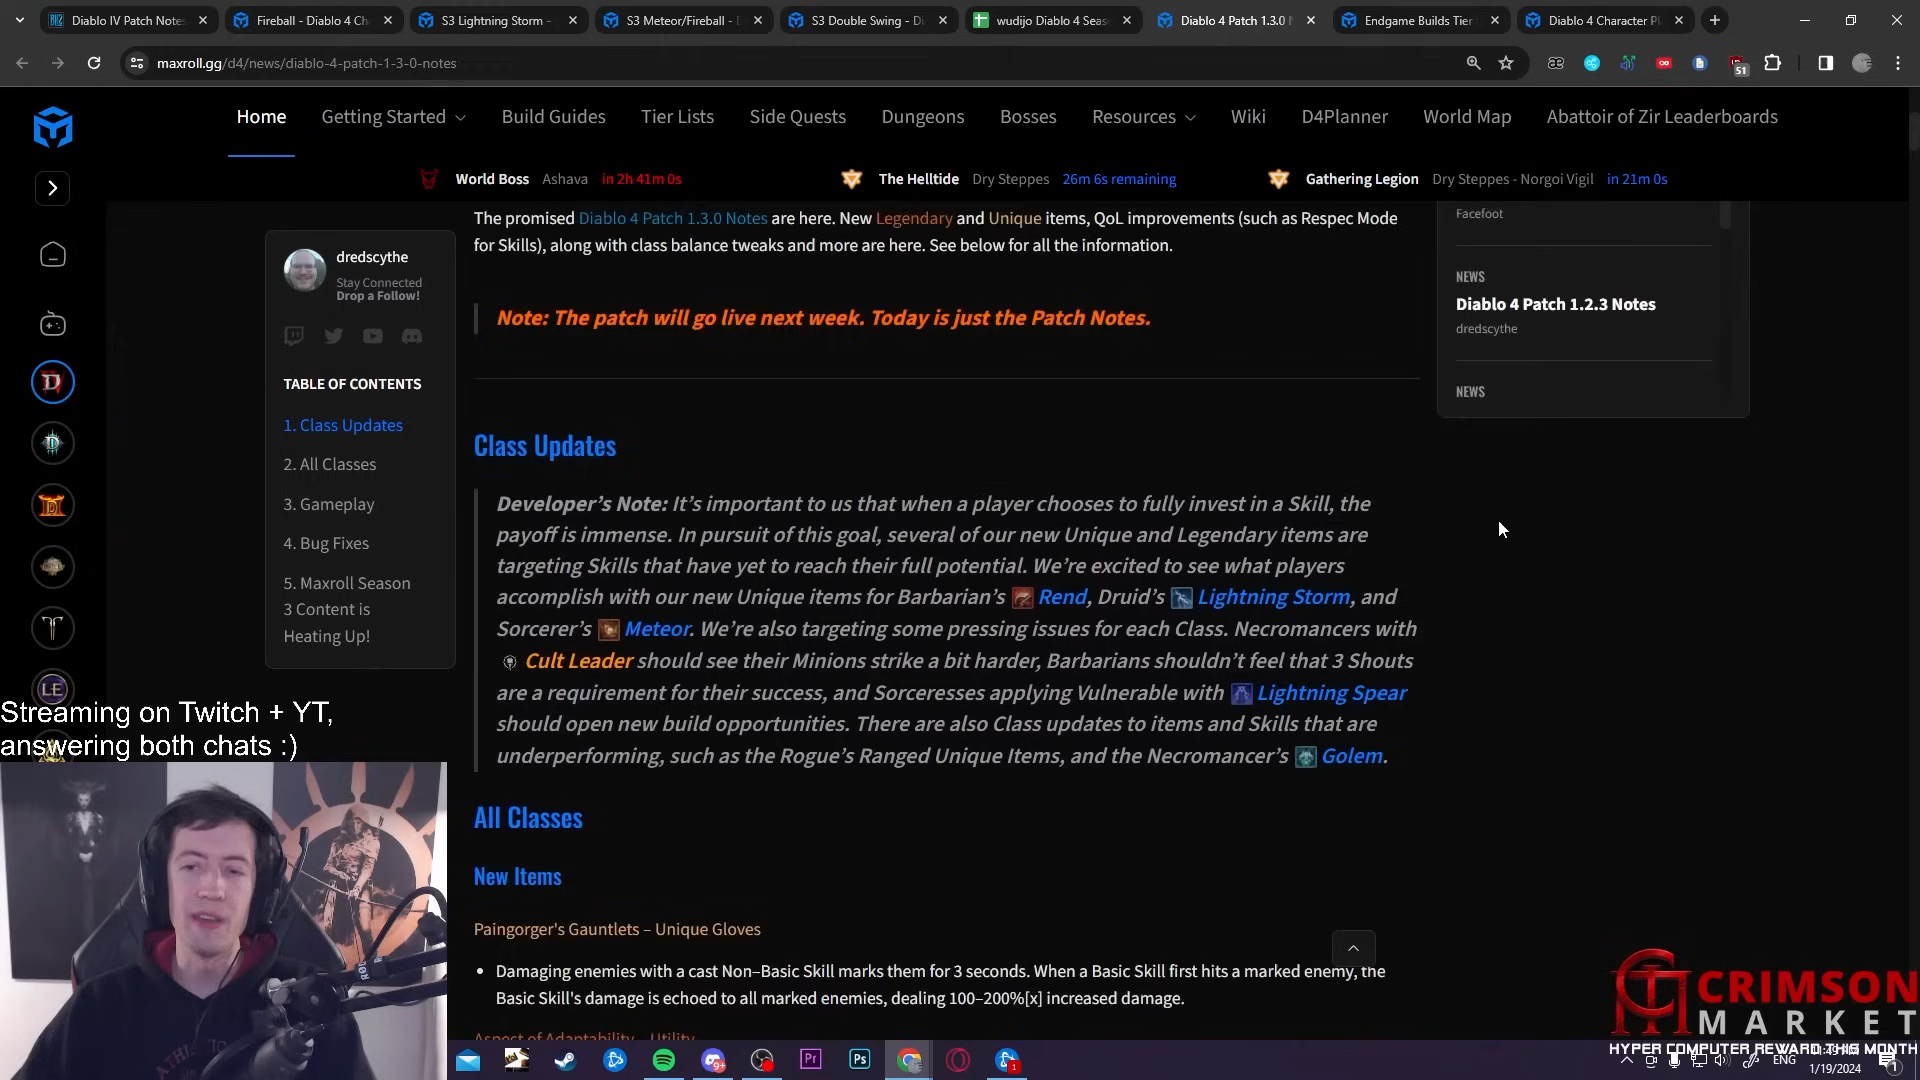 Diablo IV Patch Notes
Fireball - Diablo 4 Ch
S3 Lightning Storm -
S3 Meteor/Fireball - D
S3 Double Swing - D
wudijo Diablo 4 Seas
Diablo 4 Patch 1.3.0 N
Endgame Builds Tier
Diablo 4 Character Pl
maxroll.gg/d4/news/diablo-4-patch-1-3-0-notes
51
Home
Getting Started
Build Guides
Tier Lists
Side Quests
Dungeons
Bosses
Resources
Wiki
D4Planner
World Map
Abattoir of Zir Leaderboards
World Boss Ashava in 2h 41m 0s
The Helltide Dry Steppes 26m 6s remaining
Gathering Legion Dry Steppes - Norgoi Vigil in 21m 0s
The promised Diablo 4 Patch 1.3.0 Notes are here. New Legendary and Unique items, QoL improvements (such as Respec Mode
for Skills), along with class balance tweaks and more are here. See below for all the information.
Note: The patch will go live next week. Today is just the Patch Notes.
dredscythe
Stay Connected
Drop a Follow!
TABLE OF CONTENTS
1. Class Updates
2. All Classes
3. Gameplay
4. Bug Fixes
5. Maxroll Season
3 Content is
Heating Up!
Facefoot
NEWS
Diablo 4 Patch 1.2.3 Notes
dredscythe
NEWS
Class Updates
Developer’s Note: It’s important to us that when a player chooses to fully invest in a Skill, the
payoff is immense. In pursuit of this goal, several of our new Unique and Legendary items are
targeting Skills that have yet to reach their full potential. We’re excited to see what players
accomplish with our new Unique items for Barbarian’s Rend, Druid’s Lightning Storm, and
Sorcerer’s Meteor. We’re also targeting some pressing issues for each Class. Necromancers with
Cult Leader should see their Minions strike a bit harder, Barbarians shouldn’t feel that 3 Shouts
are a requirement for their success, and Sorceresses applying Vulnerable with Lightning Spear
should open new build opportunities. There are also Class updates to items and Skills that are
underperforming, such as the Rogue’s Ranged Unique Items, and the Necromancer’s Golem.
All Classes
New Items
Paingorger's Gauntlets – Unique Gloves
• Damaging enemies with a cast Non–Basic Skill marks them for 3 seconds. When a Basic Skill first hits a marked enemy, the
Basic Skill's damage is echoed to all marked enemies, dealing 100–200%[x] increased damage.
Aspect of Adaptability – Utility
LE
Streaming on Twitch + YT,
answering both chats :)
CRIMSON
MARKET
HYPER COMPUTER REWARD THIS MONTH
Pr
Ps
9+
1
ENG
1/19/2024
1